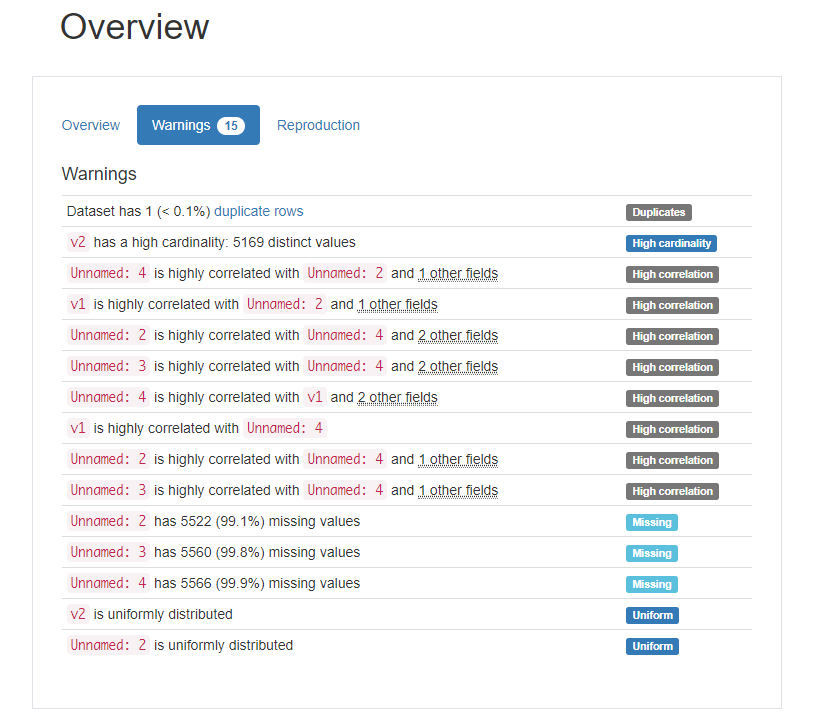 Overview
Overview Warnings 15 Reproduction
Warnings
Dataset has 1 (< 0.1%) duplicate rows Duplicates
v2 has a high cardinality: 5169 distinct values High cardinality
Unnamed: 4 is highly correlated with Unnamed: 2 and 1 other fields High correlation
v1 is highly correlated with Unnamed: 2 and 1 other fields High correlation
Unnamed: 2 is highly correlated with Unnamed: 4 and 2 other fields High correlation
Unnamed: 3 is highly correlated with Unnamed: 4 and 2 other fields High correlation
Unnamed: 4 is highly correlated with v1 and 2 other fields High correlation
v1 is highly correlated with Unnamed: 4 High correlation
Unnamed: 2 is highly correlated with Unnamed: 4 and 1 other fields High correlation
Unnamed: 3 is highly correlated with Unnamed: 4 and 1 other fields High correlation
Unnamed: 2 has 5522 (99.1%) missing values Missing
Unnamed: 3 has 5560 (99.8%) missing values Missing
Unnamed: 4 has 5566 (99.9%) missing values Missing
v2 is uniformly distributed Uniform
Unnamed: 2 is uniformly distributed Uniform